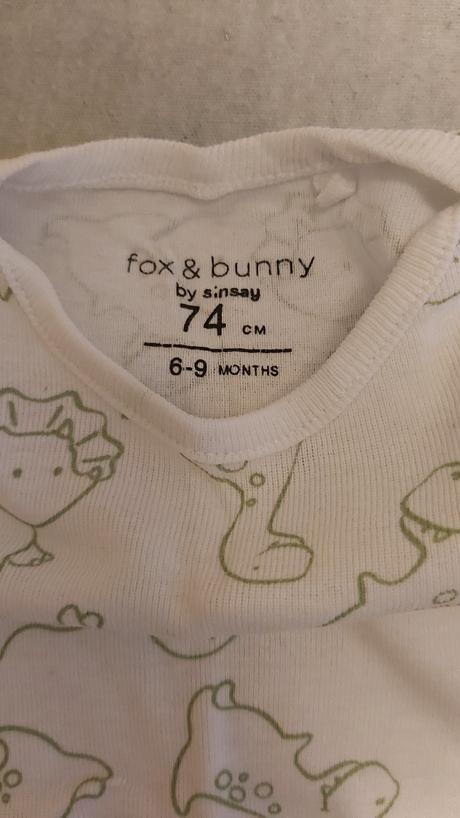 fox & bunny
by sinsay
74 CM
6-9 MONTHS